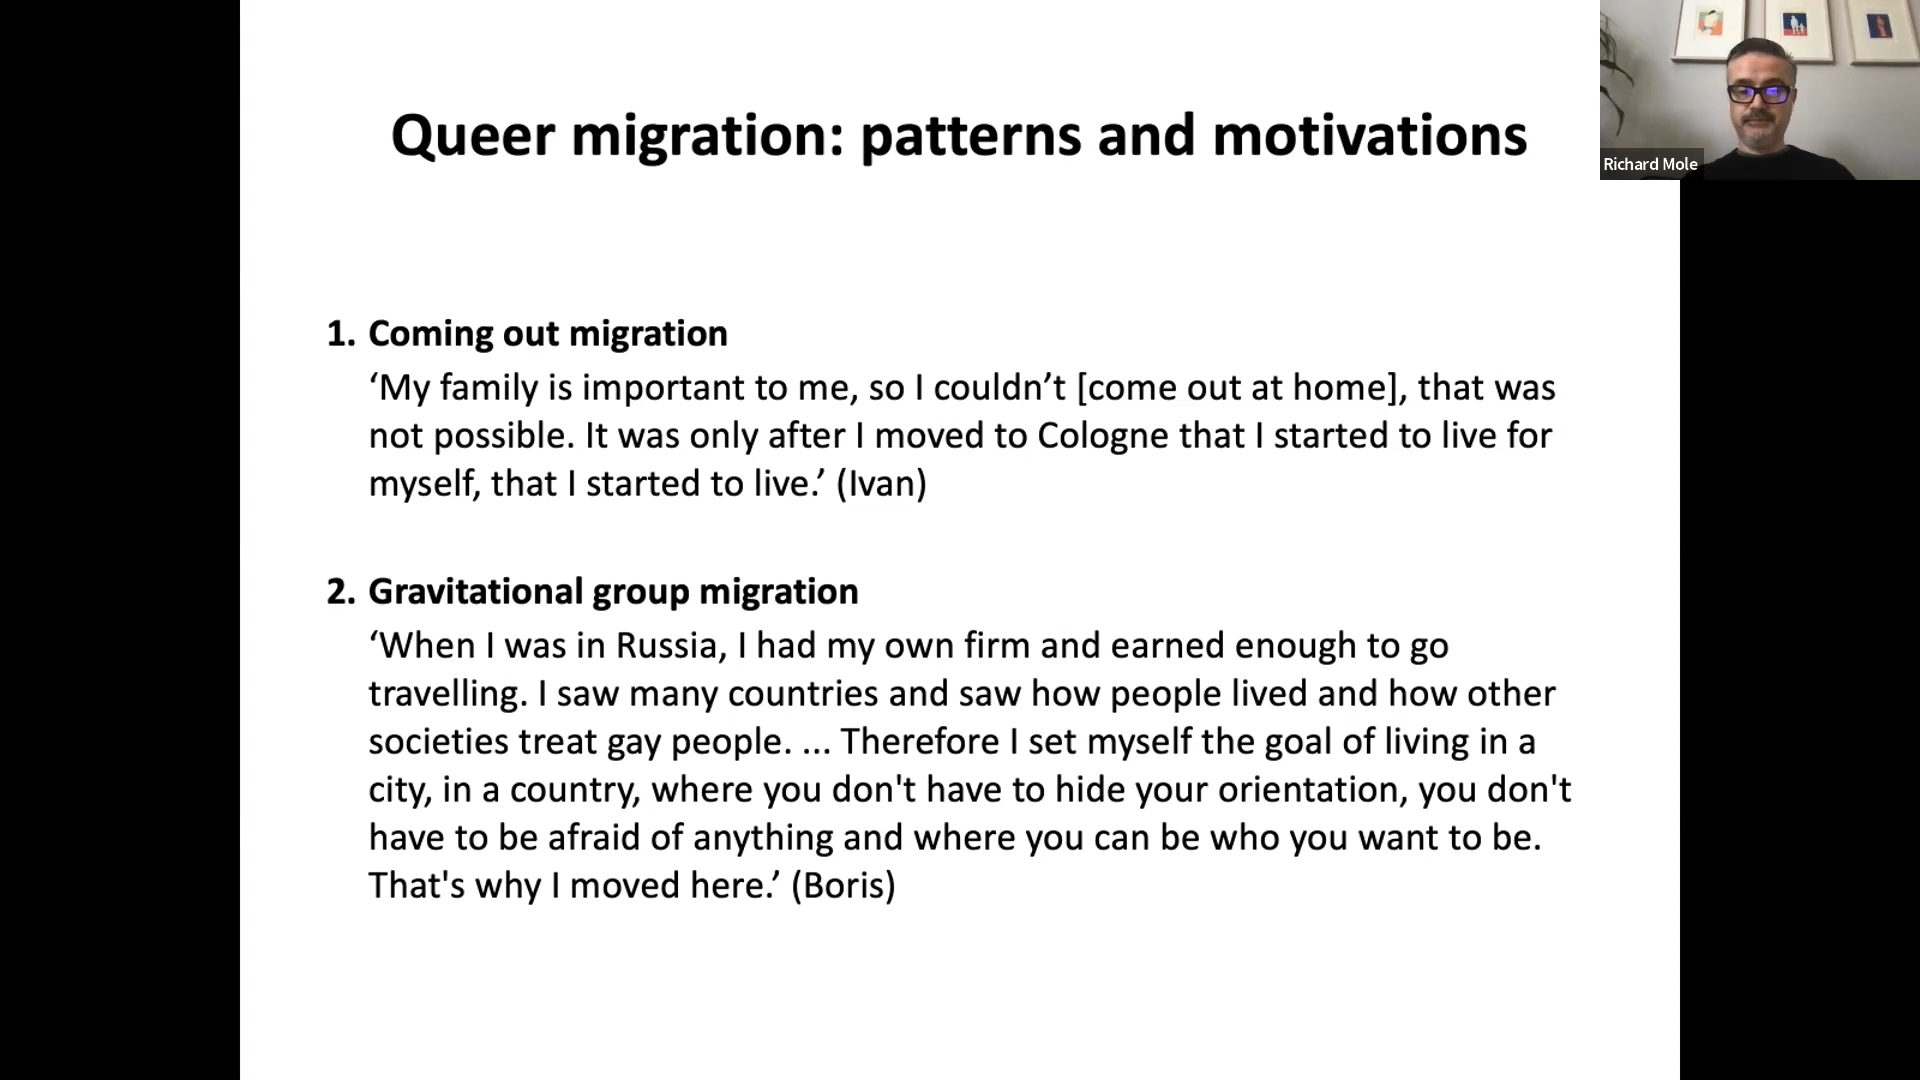 Queer migration: patterns and motivations
Richard Mole
1. Coming out migration
‘My family is important to me, so I couldn’t [come out at home], that was
not possible. It was only after I moved to Cologne that I started to live for
myself, that I started to live.’ (Ivan)
2. Gravitational group migration
‘When I was in Russia, I had my own firm and earned enough to go
travelling. I saw many countries and saw how people lived and how other
societies treat gay people. ... Therefore I set myself the goal of living in a
city, in a country, where you don't have to hide your orientation, you don't
have to be afraid of anything and where you can be who you want to be.
That's why I moved here.’ (Boris)